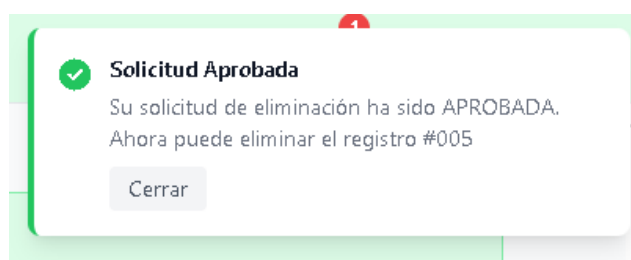 1
Solicitud Aprobada
Su solicitud de eliminación ha sido APROBADA.
Ahora puede eliminar el registro #005
Cerrar